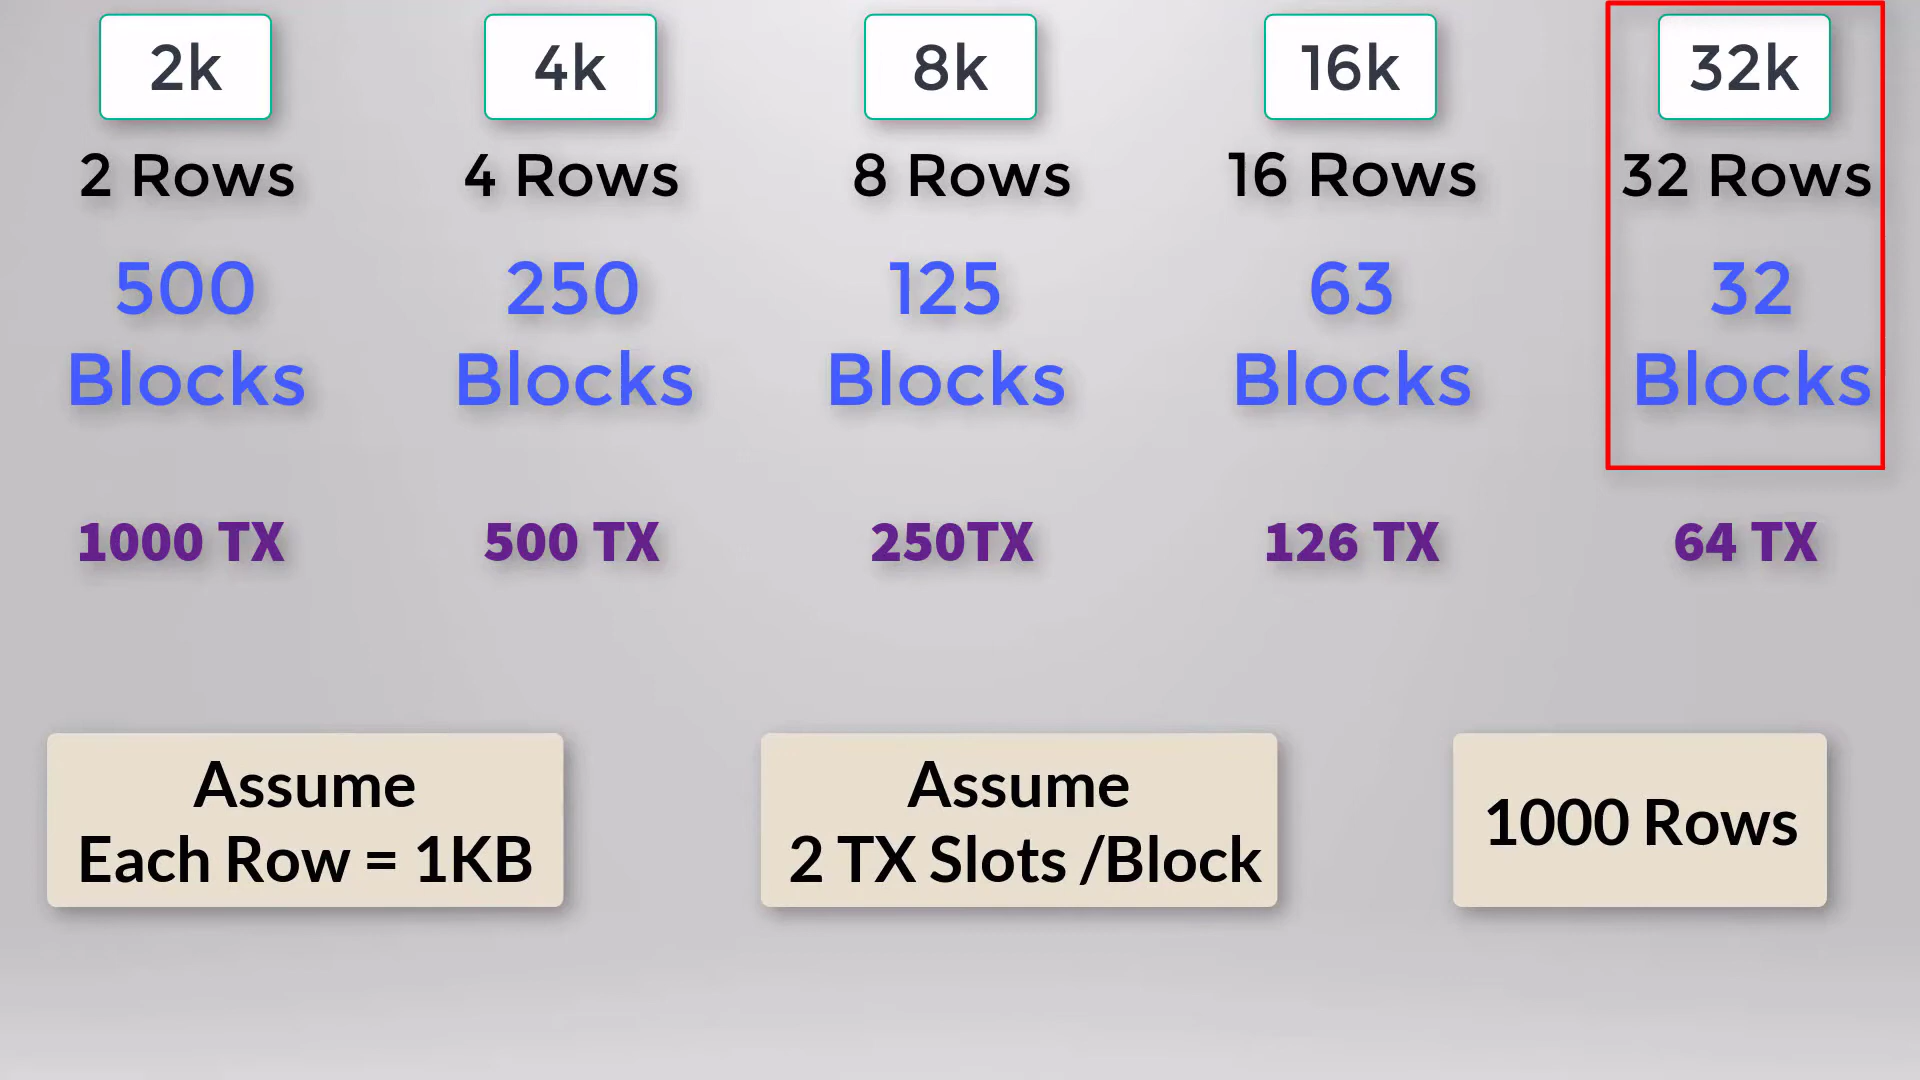 2k
4k
8k
16k
32k
2 Rows
4 Rows
8 Rows
16 Rows
32 Rows
500
Blocks
250
Blocks
125
Blocks
63
Blocks
32
Blocks
1000 TX
500 TX
250TX
126 TX
64 TX
Assume
Each Row = 1KB
Assume
2 TX Slots /Block
1000 Rows